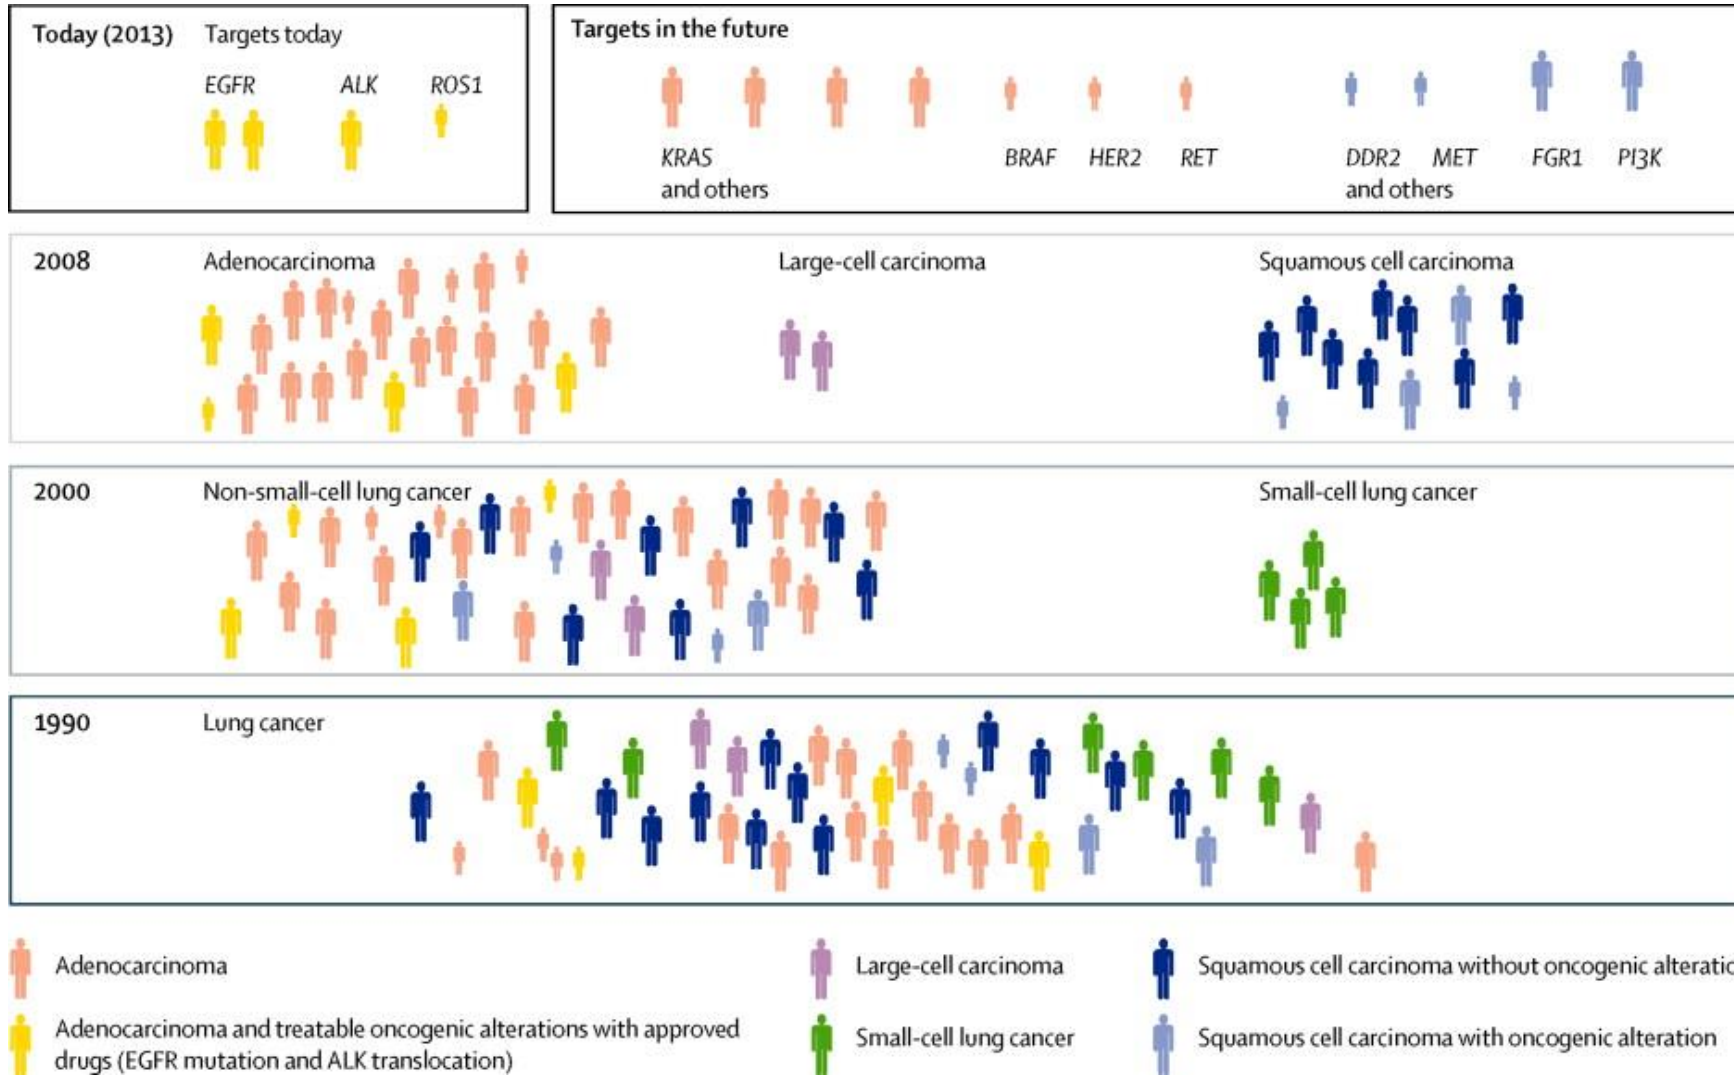 Today (2013) Targets today
EGFR ALK ROS1
Targets in the future
KRAS
and others
BRAF HER2 RET
DDR2 MET
and others
FGR1 PI3K
2008 Adenocarcinoma Large-cell carcinoma Squamous cell carcinoma
2000 Non-small-cell lung cancer Small-cell lung cancer
1990 Lung cancer
Adenocarcinoma
Adenocarcinoma and treatable oncogenic alterations with approved
drugs (EGFR mutation and ALK translocation)
Large-cell carcinoma
Small-cell lung cancer
Squamous cell carcinoma without oncogenic
Squamous cell carcinoma with oncogenic alteration